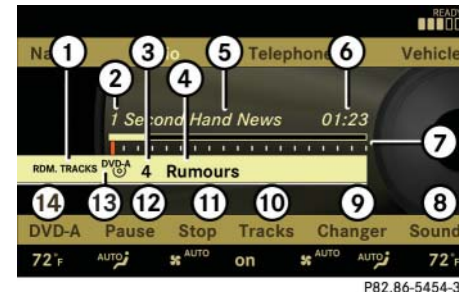 READY
Na io Telephone Vehicle
1 3 5 6
2 4
1 Second Hand News 01:23
7
RDM. TRACKS DVD-A 4 Rumours
14 13 12 11 10 9 8
DVD-A Pause Stop Tracks Changer Sound
72°F AUTO AUTO on AUTO AUTO 72°F
P82.86-5454-3